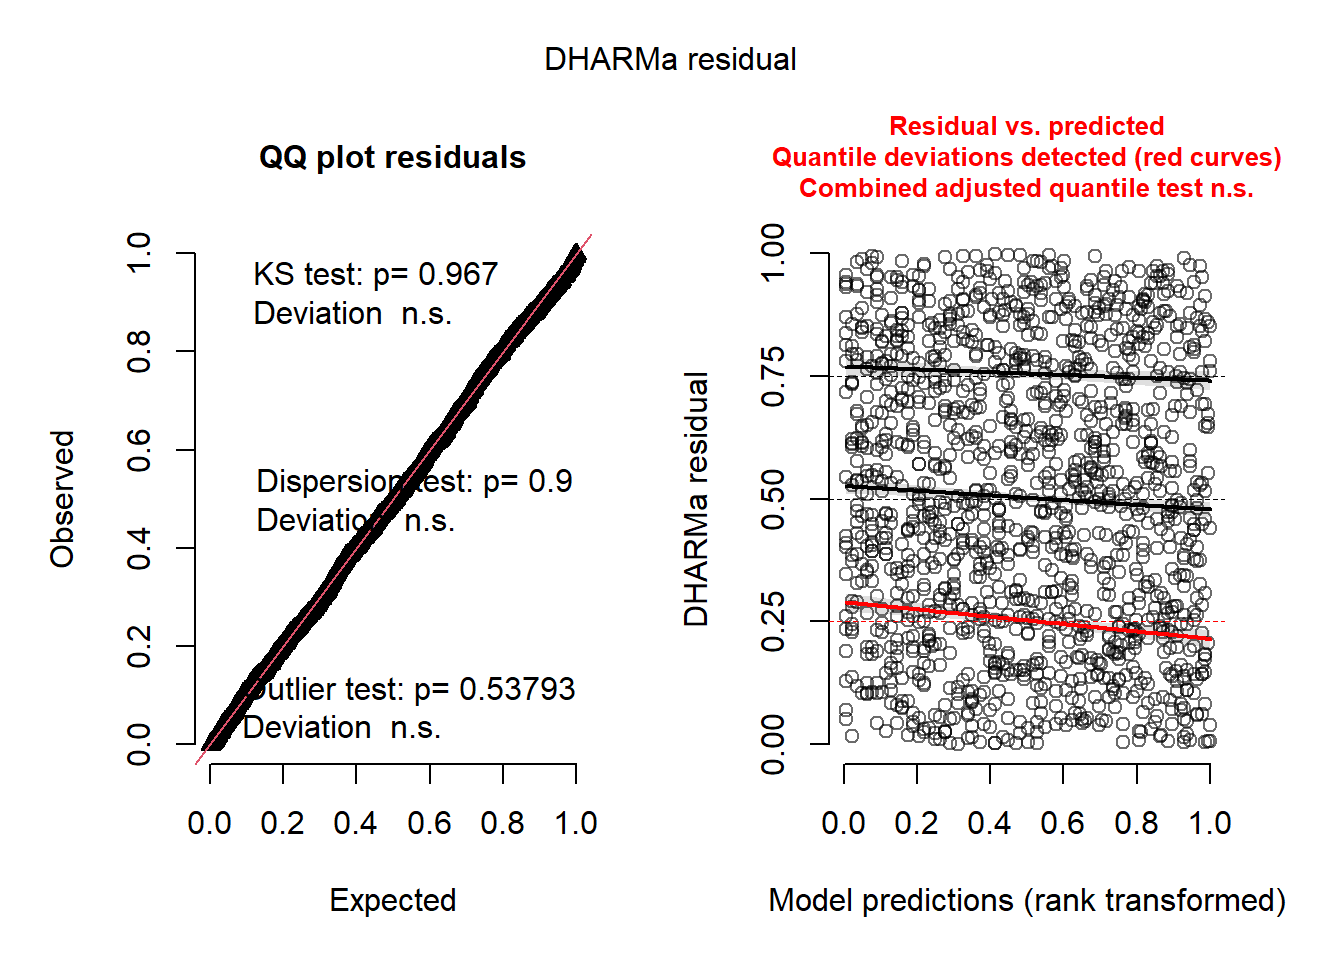 DHARMa residual
QQ plot residuals
KS test: p= 0.967
Deviation  n.s.
Dispersion test: p= 0.9
Deviation  n.s.
Outlier test: p= 0.53793
Deviation  n.s.
Observed
0.0 0.2 0.4 0.6 0.8 1.0
0.0 0.2 0.4 0.6 0.8 1.0
Expected
Residual vs. predicted
Quantile deviations detected (red curves)
Combined adjusted quantile test n.s.
DHARMa residual
0.00 0.25 0.50 0.75 1.00
0.0 0.2 0.4 0.6 0.8 1.0
Model predictions (rank transformed)